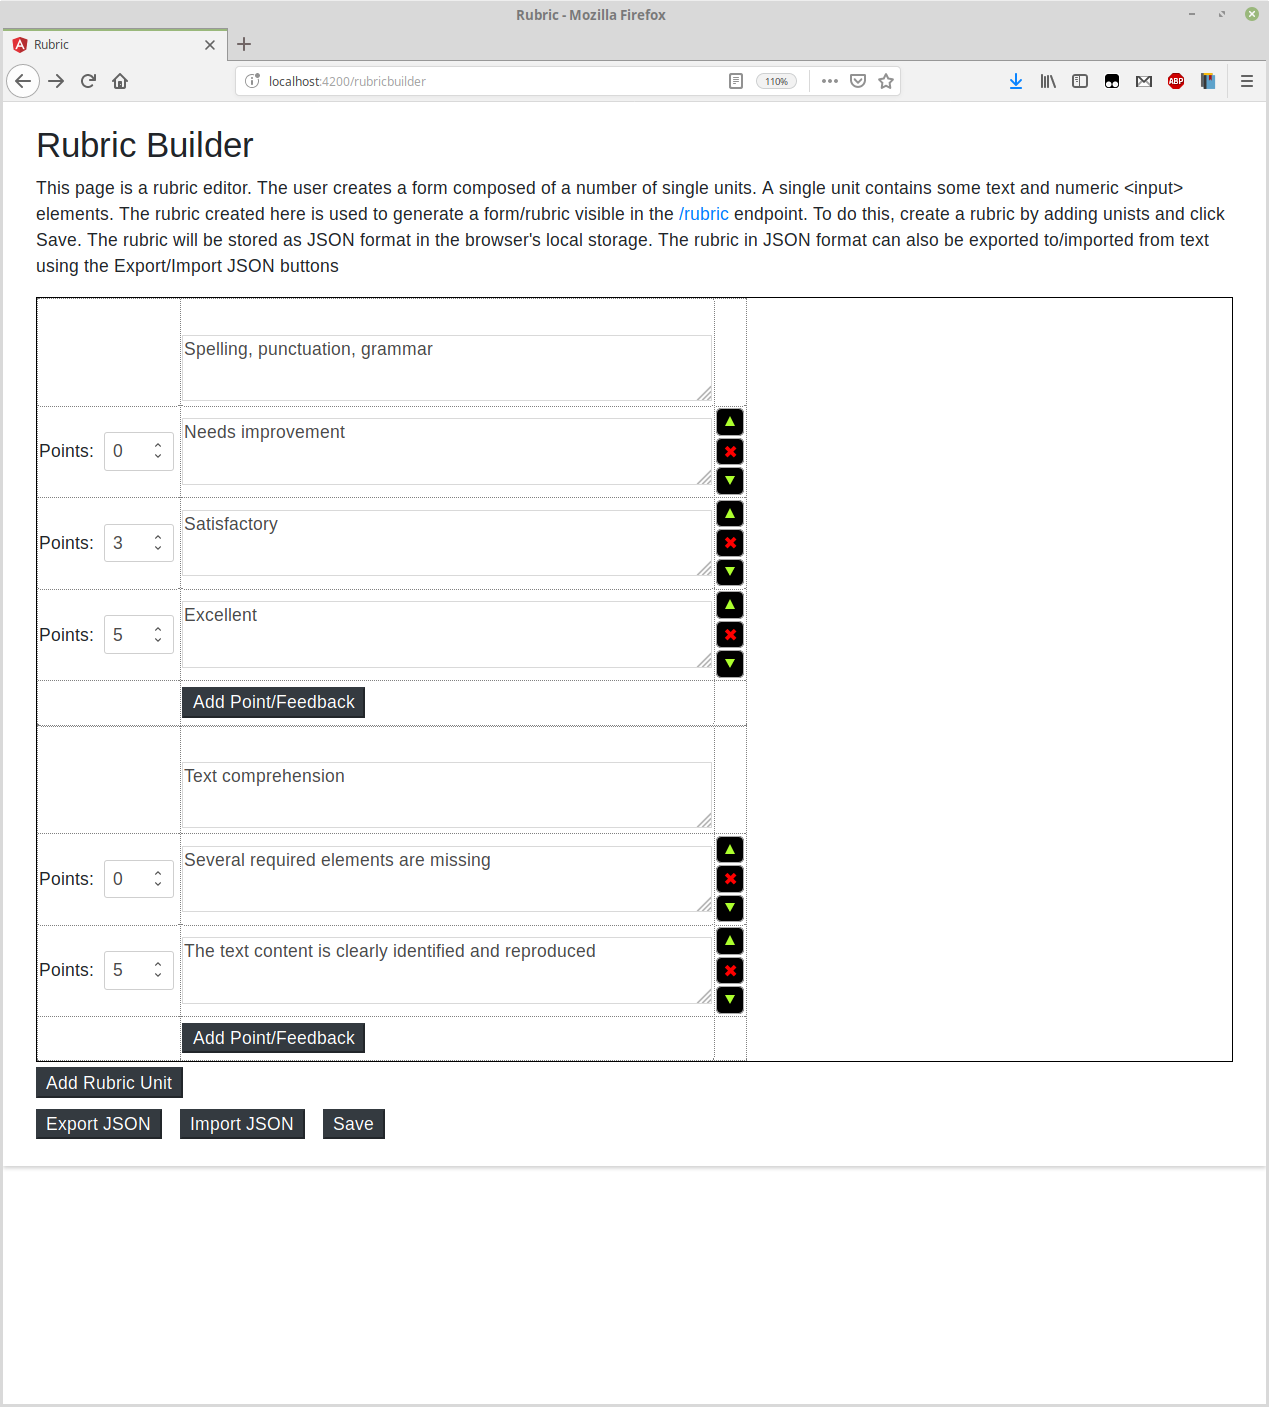 Rubric - Mozilla Firefox
Rubric
localhost:4200/rubricbuilder
110%
ABP
Rubric Builder
This page is a rubric editor. The user creates a form composed of a number of single units. A single unit contains some text and numeric <input>
elements. The rubric created here is used to generate a form/rubric visible in the /rubric endpoint. To do this, create a rubric by adding unists and click
Save. The rubric will be stored as JSON format in the browser's local storage. The rubric in JSON format can also be exported to/imported from text
using the Export/Import JSON buttons
Spelling, punctuation, grammar
Points: 0 Needs improvement
Points: 3 Satisfactory
Points: 5 Excellent
Add Point/Feedback
Text comprehension
Points: 0 Several required elements are missing
Points: 5 The text content is clearly identified and reproduced
Add Point/Feedback
Add Rubric Unit
Export JSON Import JSON Save